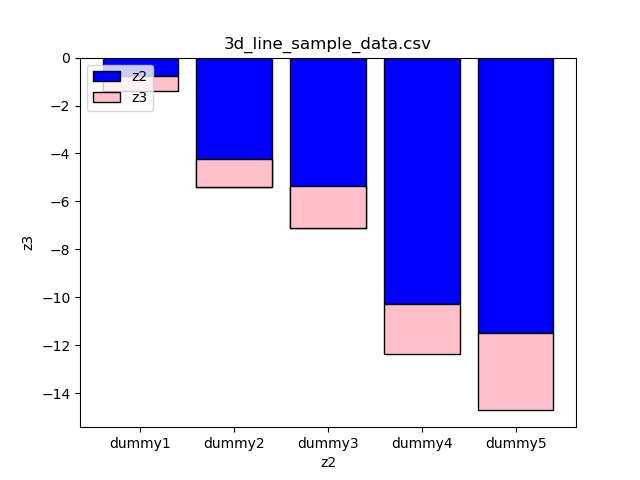 3d_line_sample_data.csv
z2
z3
z3
0
−2
−4
−6
−8
−10
−12
−14
dummy1 dummy2 dummy3 dummy4 dummy5
z2